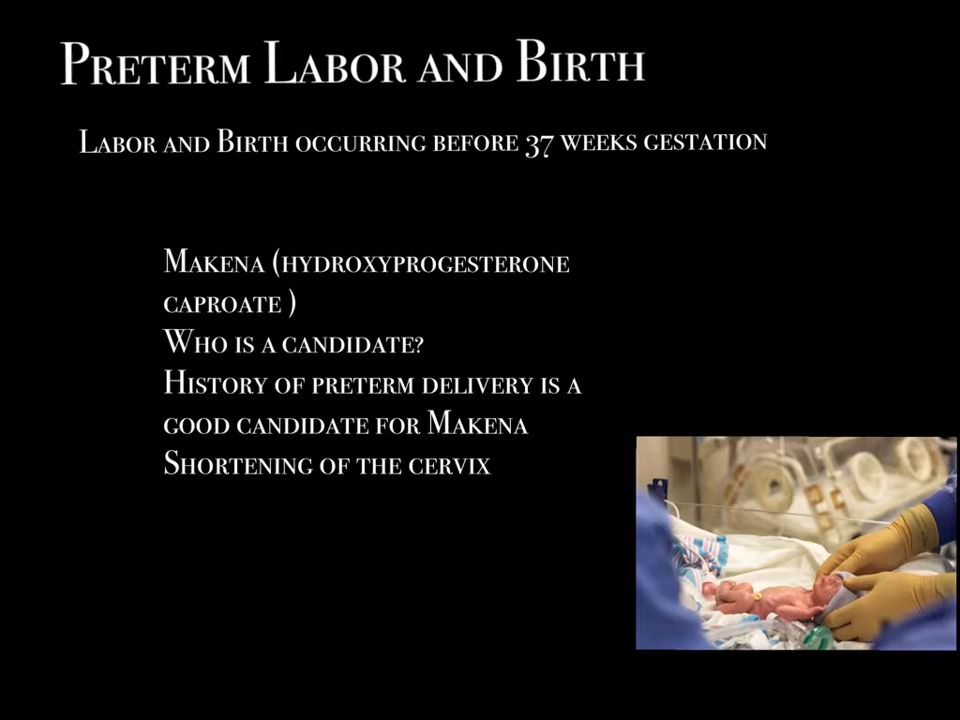 Preterm Labor and Birth
Labor and Birth occurring before 37 weeks gestation
Makena (hydroxyprogesterone
caproate )
Who is a candidate?
History of preterm delivery is a
good candidate for Makena
Shortening of the cervix